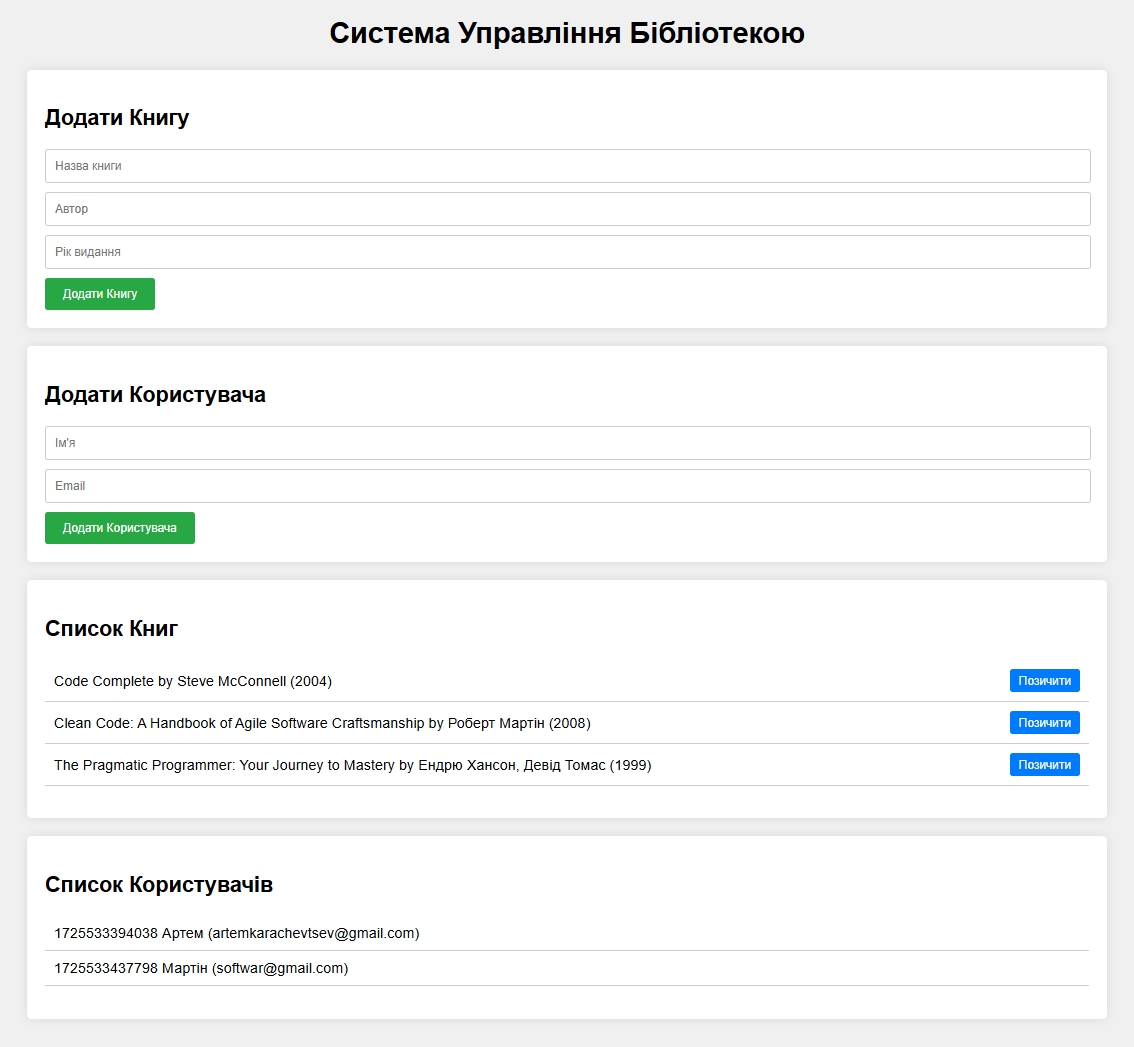 Система Управління Бібліотекою
Додати Книгу
Назва книги
Автор
Рік видання
Додати Книгу
Додати Користувача
Ім'я
Email
Додати Користувача
Список Книг
Code Complete by Steve McConnell (2004) Позичити
Clean Code: A Handbook of Agile Software Craftsmanship by Роберт Мартін (2008) Позичити
The Pragmatic Programmer: Your Journey to Mastery by Ендрю Хансон, Девід Томас (1999) Позичити
Список Користувачів
1725533394038 Артем (artemkarachevtsev@gmail.com)
1725533437798 Мартін (softwar@gmail.com)